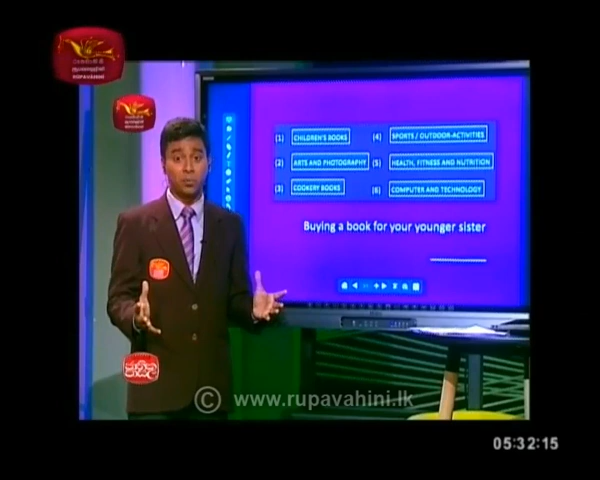 RUPAVAHINI
(1) CHILDREN'S BOOKS
(4) SPORTS / OUTDOOR-ACTIVITIES
(2) ARTS AND PHOTOGRAPHY
(5) HEALTH, FITNESS AND NUTRITION
(3) COOKERY BOOKS
(6) COMPUTER AND TECHNOLOGY
Buying a book for your younger sister
© www.rupavahini.lk
05:32:15